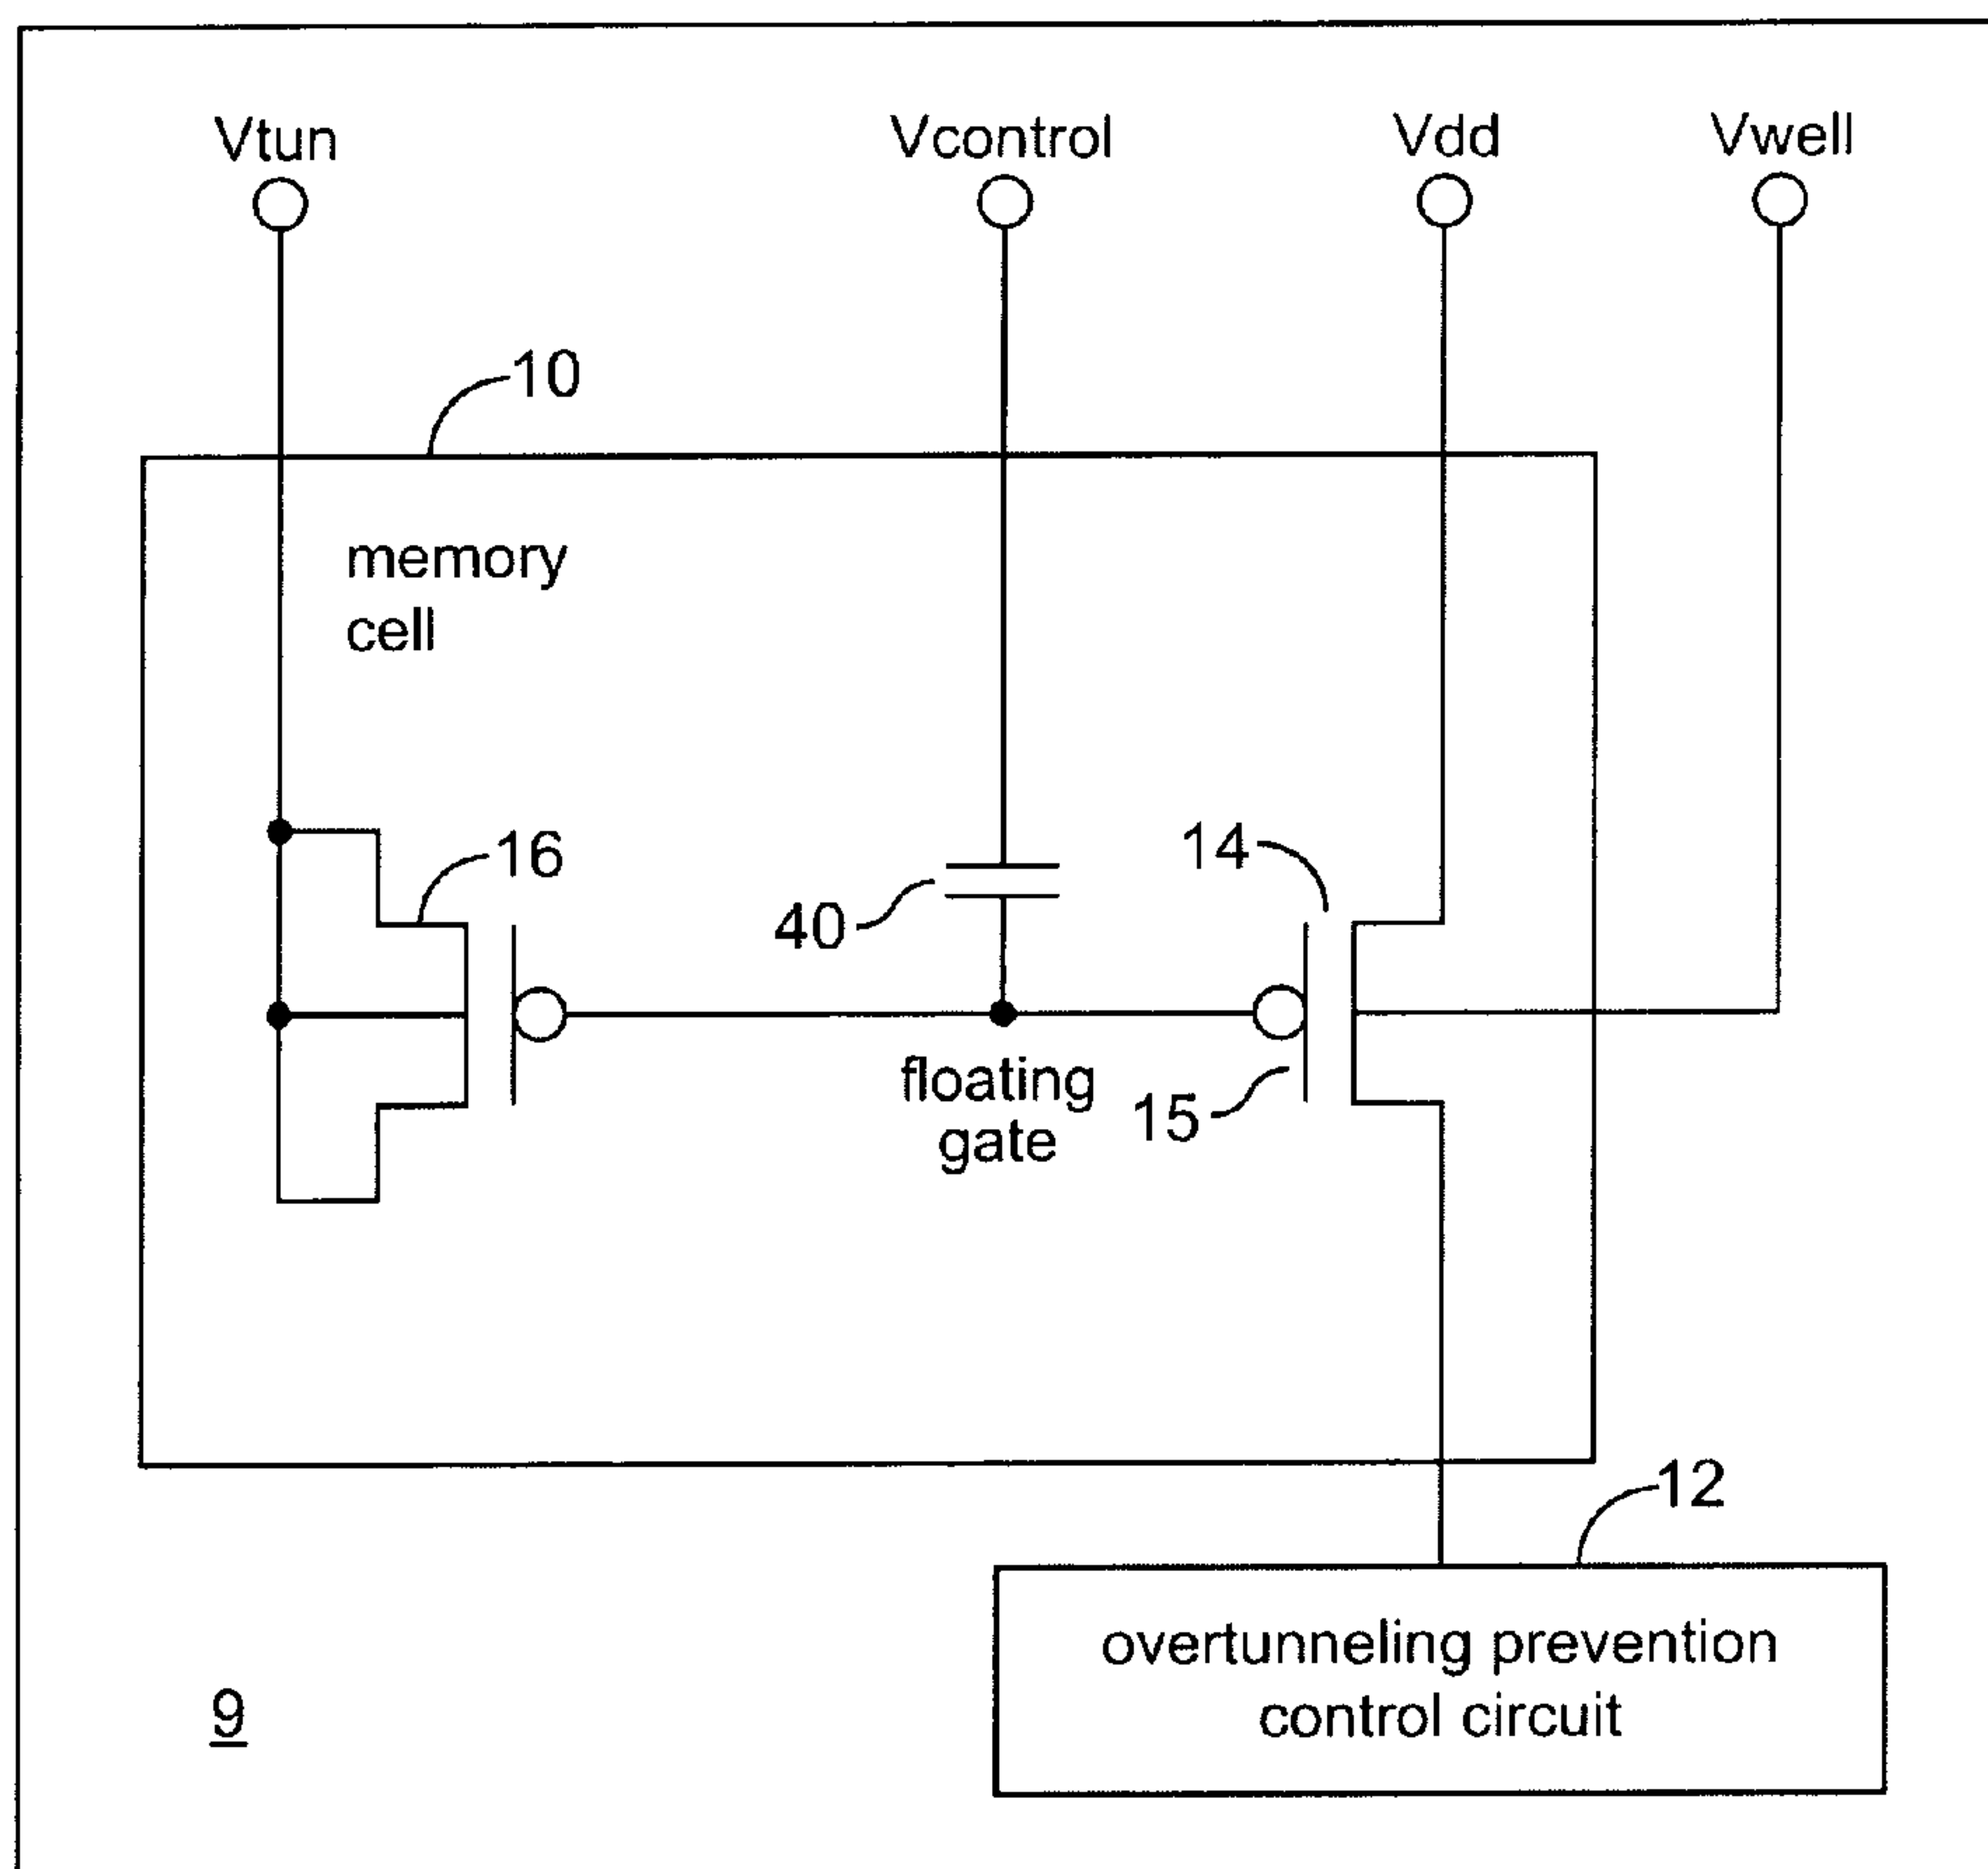 Vtun
Vcontrol
Vdd
Vwell
10
memory
cell
16
40
14
floating
gate
15
12
overtunneling prevention
control circuit
9